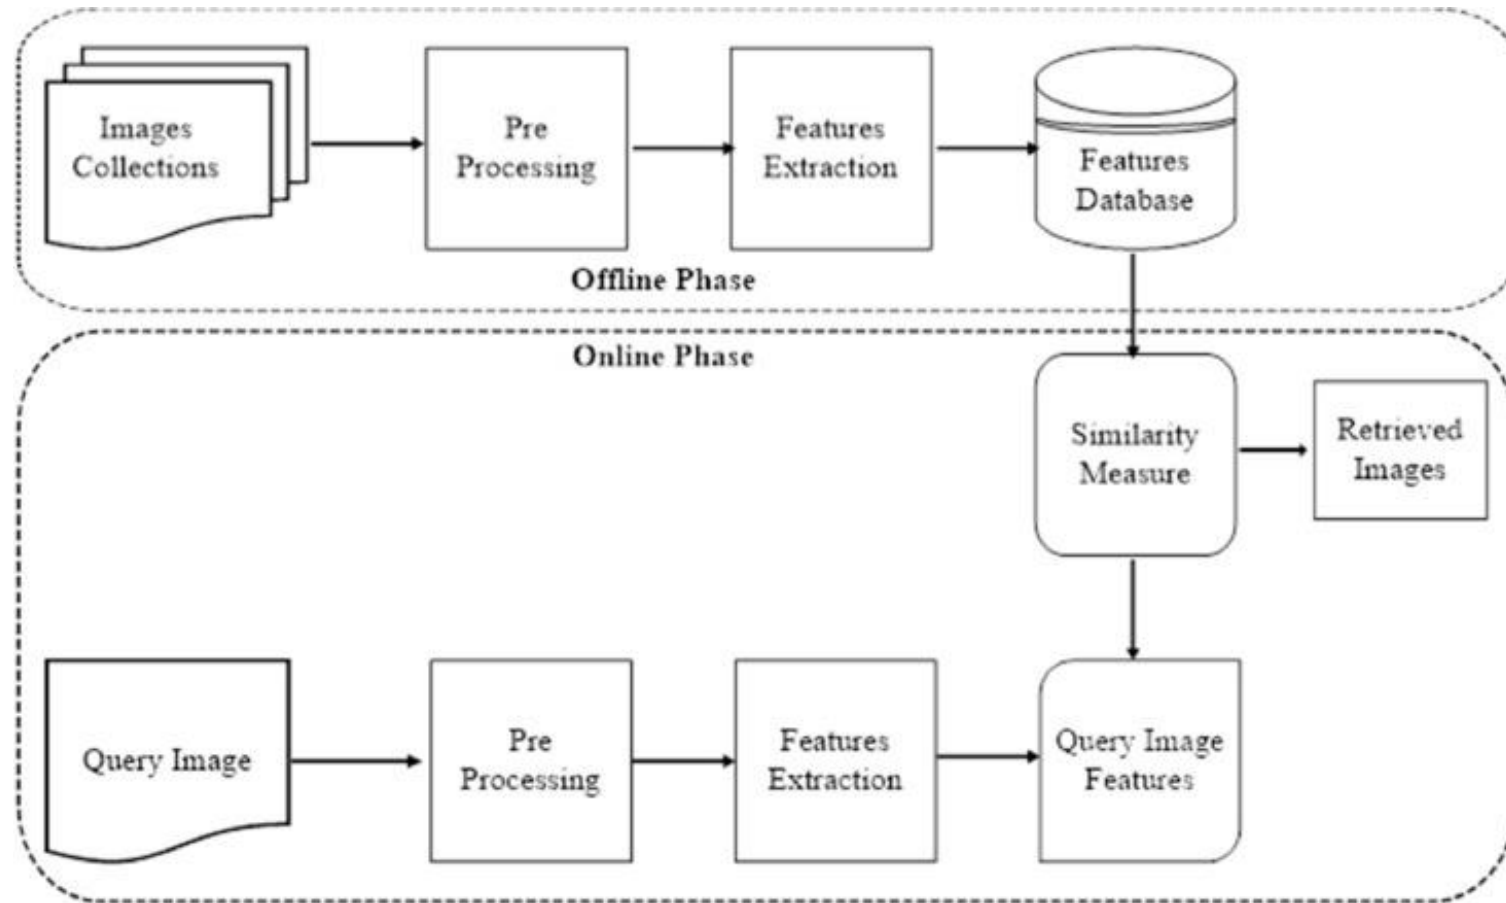 Images
Collections
Pre
Processing
Features
Extraction
Features
Database
Offline Phase
Online Phase
Similarity
Measure
Retrieved
Images
Query Image
Pre
Processing
Features
Extraction
Query Image
Features